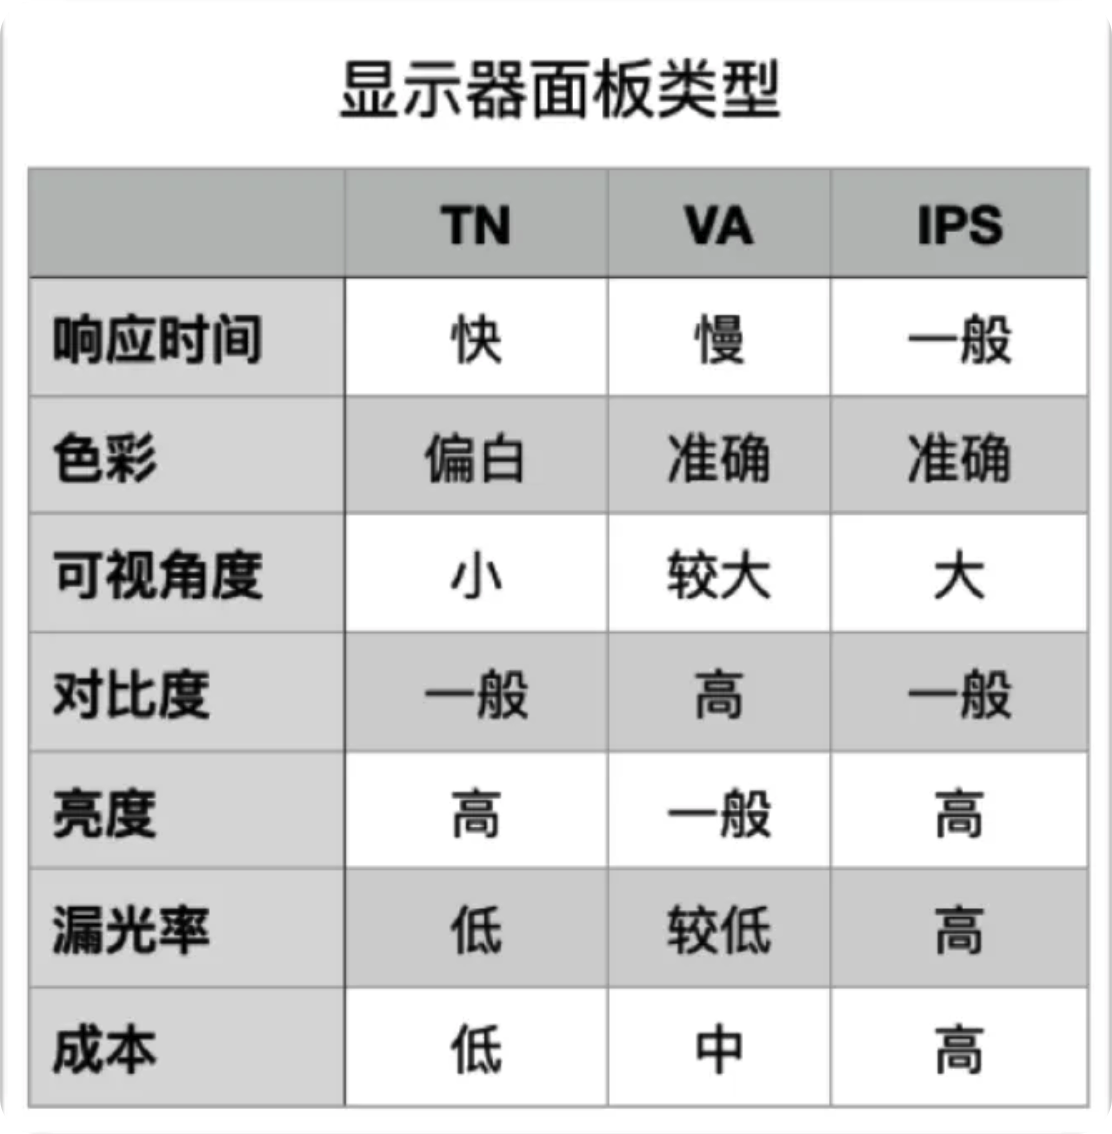 显示器面板类型
TN VA IPS
响应时间 快 慢 一般
色彩 偏白 准确 准确
可视角度 小 较大 大
对比度 一般 高 一般
亮度 高 一般 高
漏光率 低 较低 高
成本 低 中 高